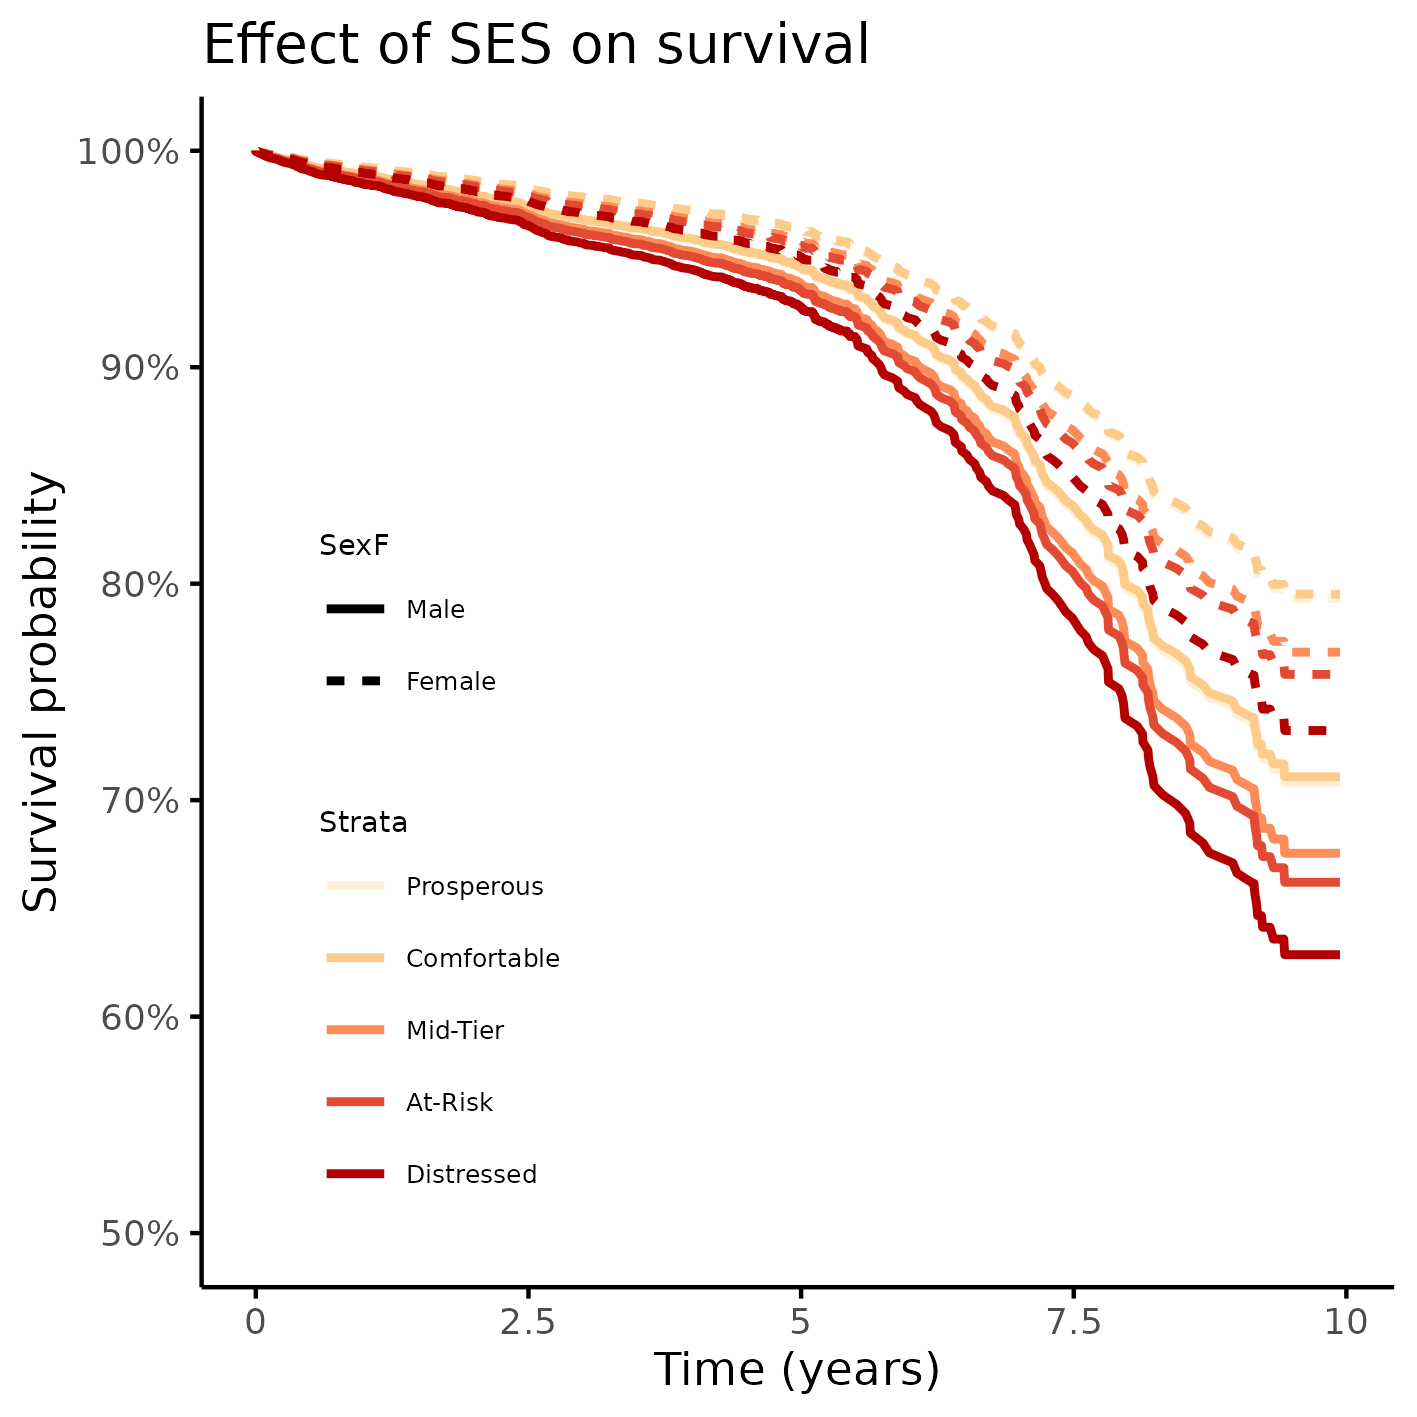 Effect of SES on survival
Survival probability
100%
90%
80%
70%
60%
50%
SexF
Male
Female
Strata
Prosperous
Comfortable
Mid-Tier
At-Risk
Distressed
0 2.5 5 7.5 10
Time (years)